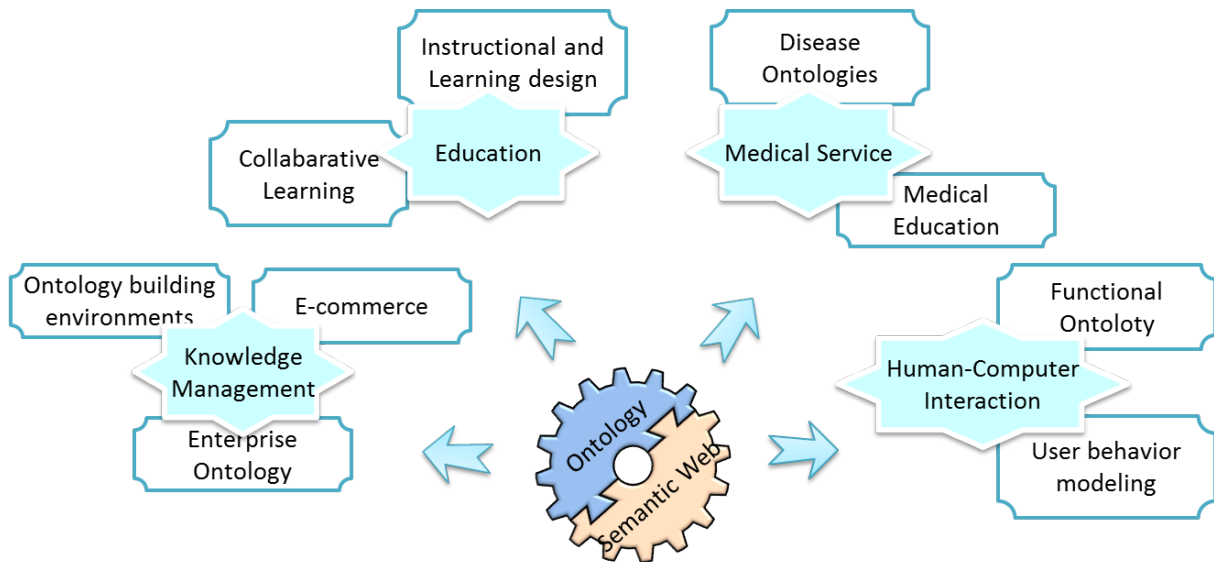 Instructional and
Learning design
Collabarative
Learning
Education
Disease
Ontologies
Medical Service
Medical
Education
Ontology building
environments
E-commerce
Knowledge
Management
Enterprise
Ontology
Functional
Ontoloty
Human-Computer
Interaction
User behavior
modeling
Ontology
Semantic Web